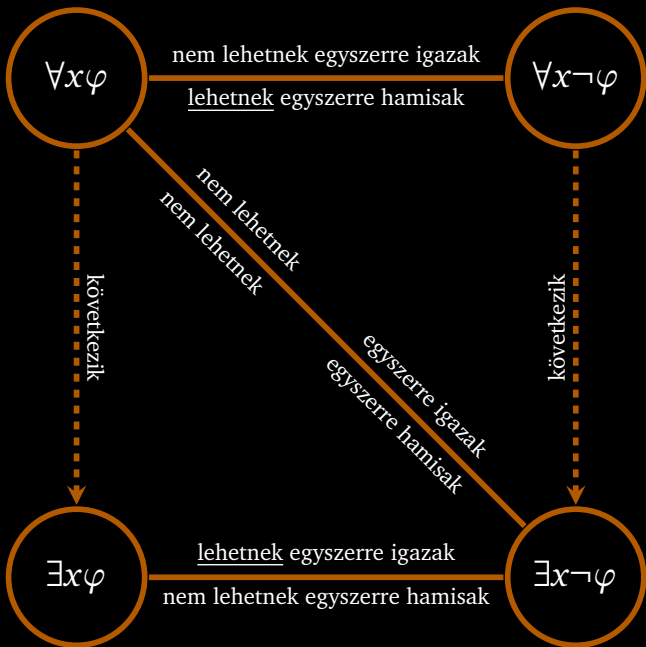 ∀xφ
nem lehetnek egyszerre igazak
lehetnek egyszerre hamisak
∀x¬φ
nem lehetnek
nem lehetnek
következik
következik
egyszerre igazak
egyszerre hamisak
∃xφ
lehetnek egyszerre igazak
nem lehetnek egyszerre hamisak
∃x¬φ